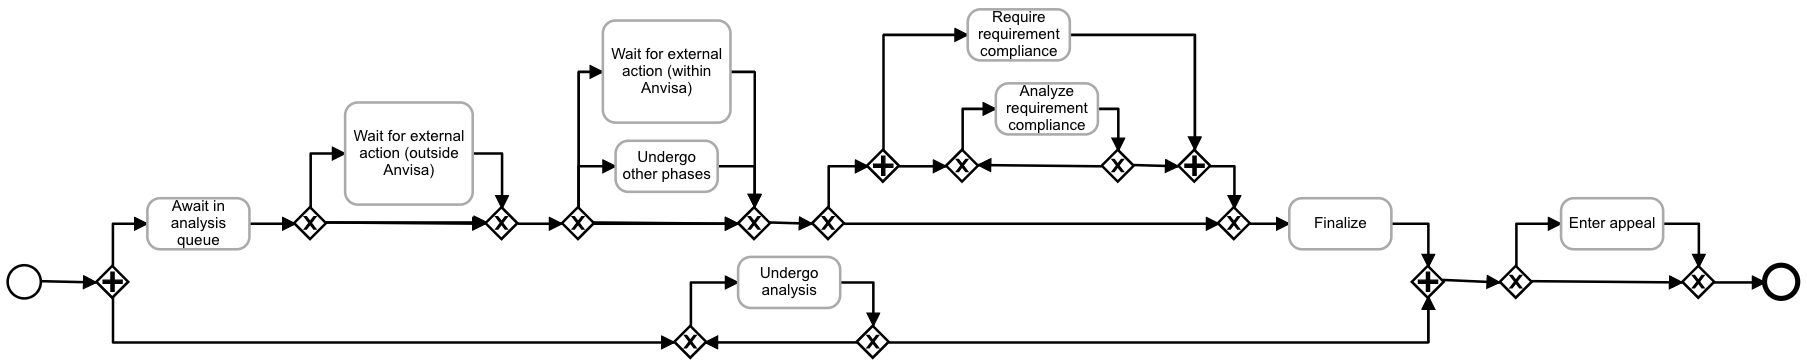 Await in
analysis
queue
Wait for external
action (outside
Anvisa)
Wait for external
action (within
Anvisa)
Undergo
other phases
Require
requirement
compliance
Analyze
requirement
compliance
Undergo
analysis
Finalize
Enter appeal